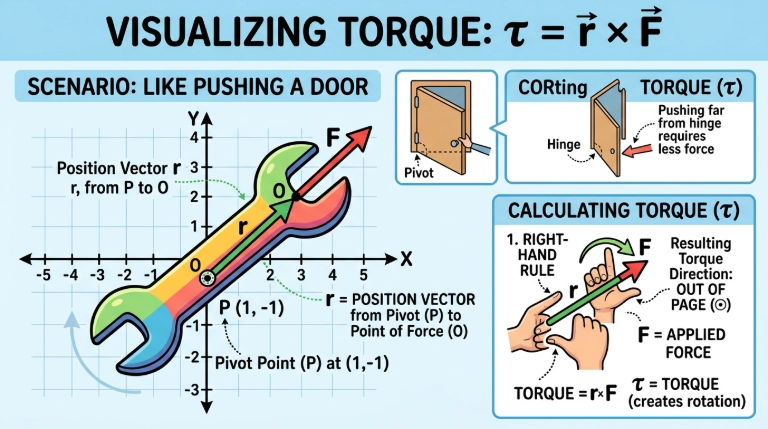 VISUALIZING TORQUE: τ = r⃗ × F⃗
SCENARIO: LIKE PUSHING A DOOR
Y
4
3
2
1
-1
-2
-3
-5 -4 -3 -2 -1
2 3 4 5
X
Position Vector r
r, from P to O
F
O
r
O
P (1, -1)
r = POSITION VECTOR
from Pivot (P) to
Point of Force (O)
Pivot Point (P) at (1,-1)
Pivot
CORting TORQUE (τ)
Hinge
Pushing far
from hinge
requires
less force
CALCULATING TORQUE (τ)
1. RIGHT-
HAND
RULE
r
F
Resulting
Torque
Direction:
OUT OF
PAGE (⊙)
F = APPLIED
FORCE
TORQUE = r×F
τ = TORQUE
(creates rotation)